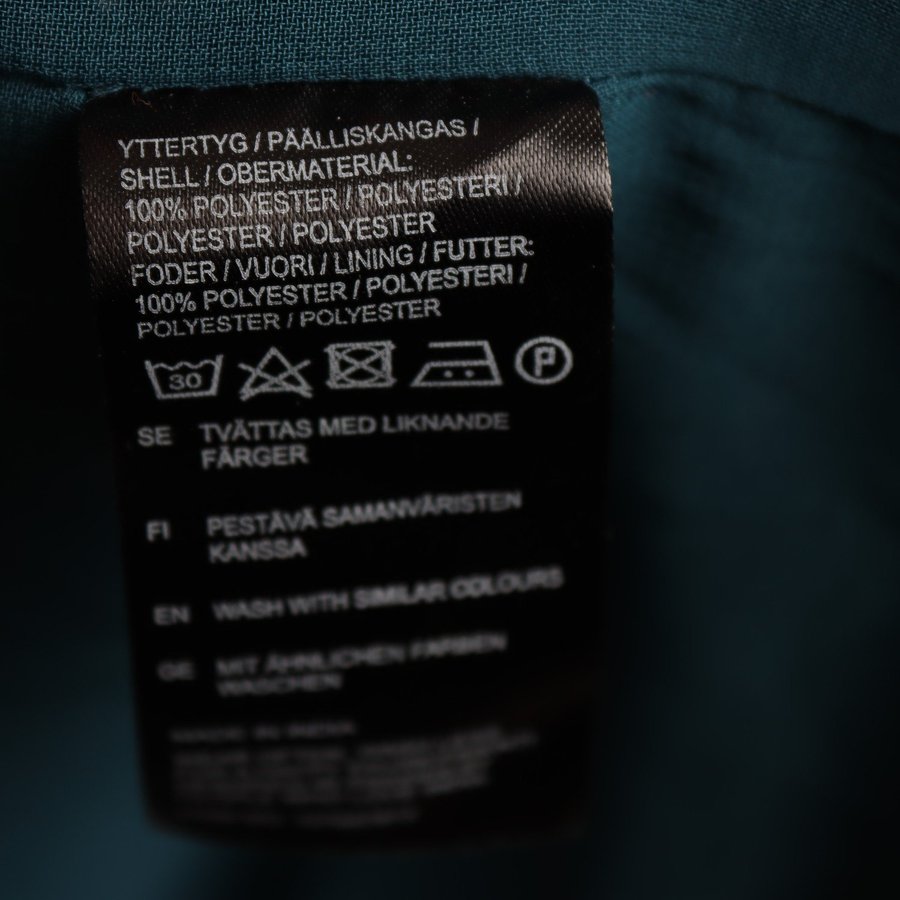 YTTERTYG / PÄÄLLISKANGAS /
SHELL / OBERMATERIAL:
100% POLYESTER / POLYESTERI /
POLYESTER / POLYESTER
FODER / VUORI / LINING / FUTTER:
100% POLYESTER / POLYESTERI /
POLYESTER / POLYESTER
30 P
SE TVÄTTAS MED LIKNANDE
FÄRGER
FI PESTÄVÄ SAMANVÄRISTEN
KANSSA
EN WASH WITH SIMILAR COLOURS
GE MIT ÄHNLICHEN FARBEN
WASCHEN
MADE IN INDIA